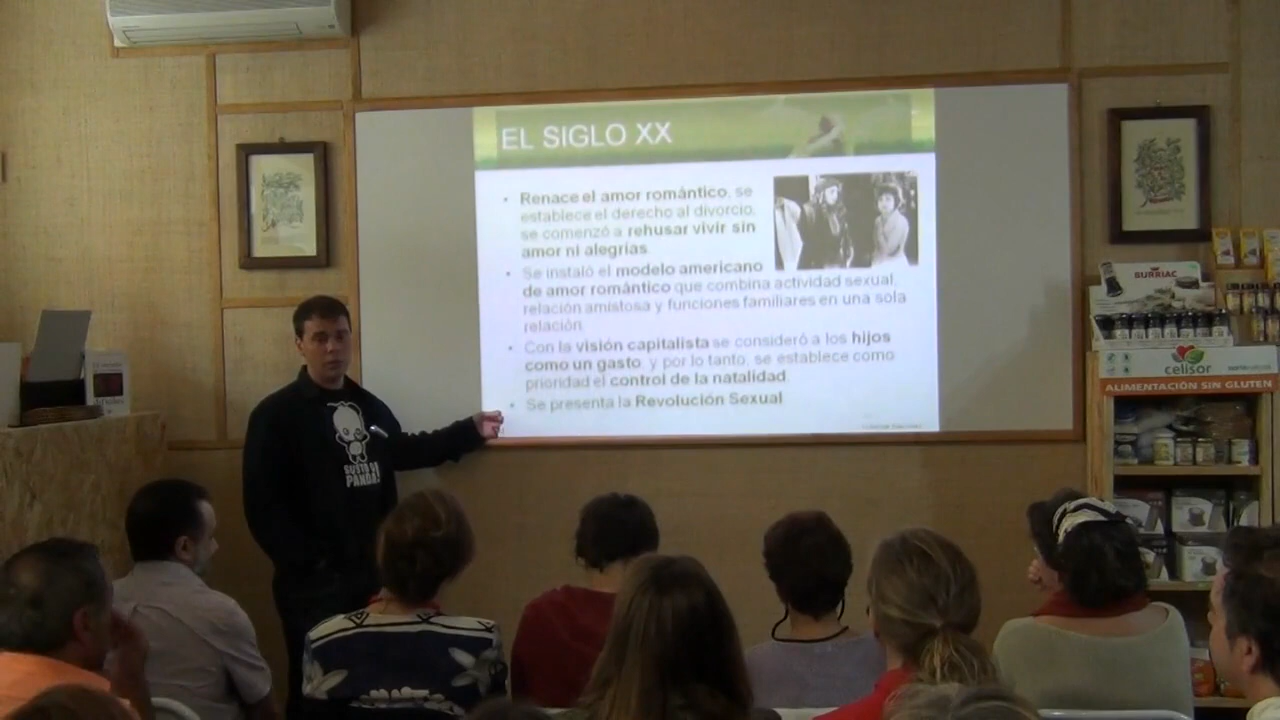 EL SIGLO XX
• Renace el amor romántico, se
establece el derecho al divorcio,
se comenzó a rehusar vivir sin
amor ni alegrías.
• Se instaló el modelo americano
de amor romántico que combina actividad sexual,
relación amistosa y funciones familiares en una sola
relación.
• Con la visión capitalista se consideró a los hijos
como un gasto, y por lo tanto, se establece como
prioridad el control de la natalidad.
• Se presenta la Revolución Sexual
PANDA!
BURRIAC
celisor
ALIMENTACIÓN SIN GLUTEN